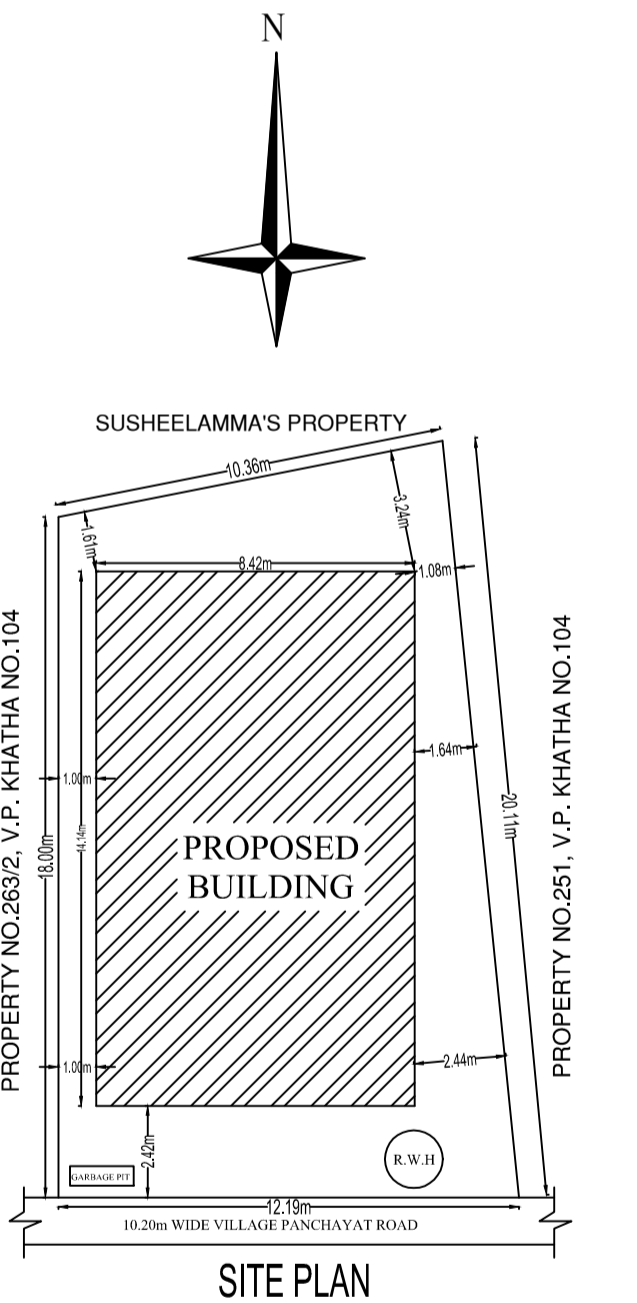 N
SUSHEELAMMA'S PROPERTY
10.36m
3.24m
1.61m
8.42m
1.08m
PROPERTY NO.263/2, V.P. KHATHA NO.104
PROPERTY NO.251, V.P. KHATHA NO.104
1.64m
1.00m
20.11m
18.00m
14.14m
PROPOSED
BUILDING
1.00m
2.44m
2.42m
R.W.H
GARBAGE PIT
12.19m
10.20m WIDE VILLAGE PANCHAYAT ROAD
SITE PLAN